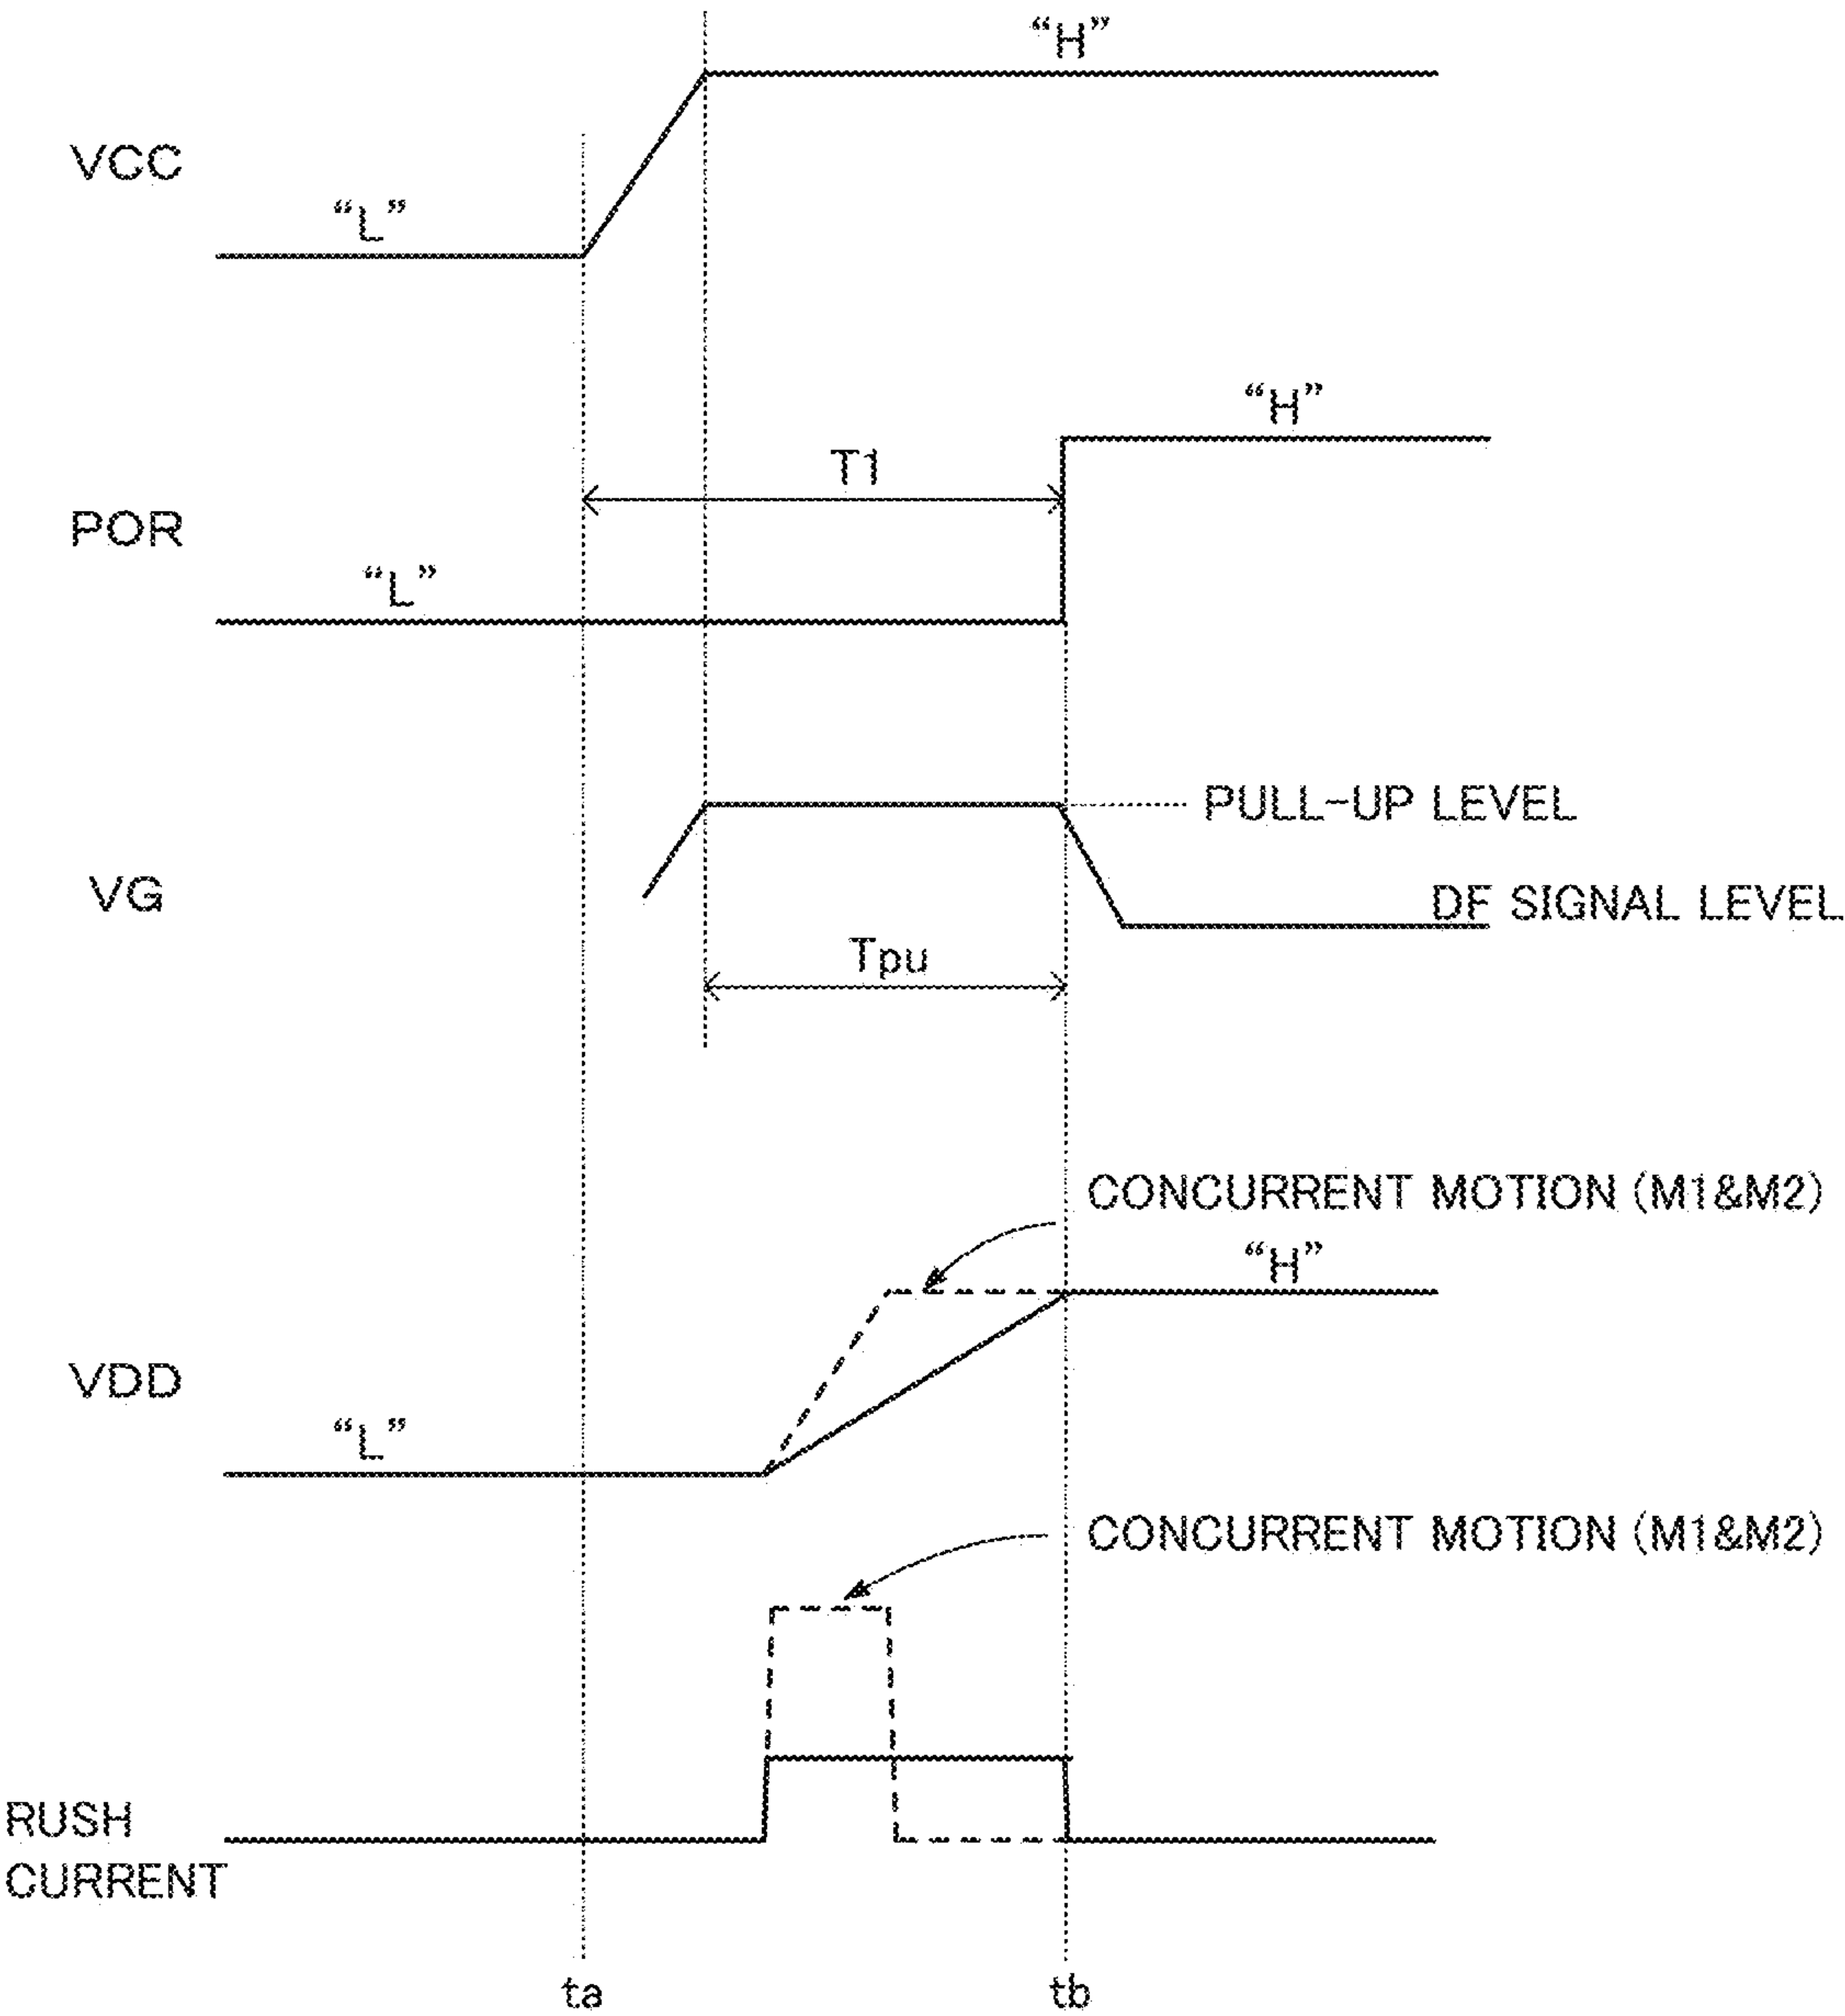 “H”
VCC
“L”
“H”
T1
POR
“L”
PULL-UP LEVEL
VG
DF SIGNAL LEVEL
Tpu
CONCURRENT MOTION (M1&M2)
“H”
VDD
“L”
CONCURRENT MOTION (M1&M2)
RUSH
CURRENT
ta
tb